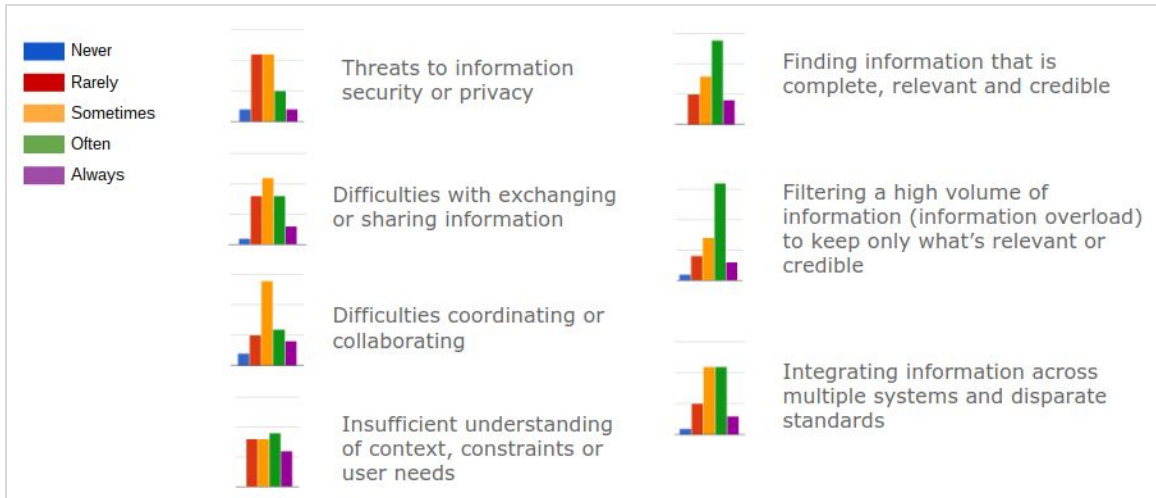 Never
Rarely
Sometimes
Often
Always
Threats to information
security or privacy
Difficulties with exchanging
or sharing information
Difficulties coordinating or
collaborating
Insufficient understanding
of context, constraints or
user needs
Finding information that is
complete, relevant and credible
Filtering a high volume of
information (information overload)
to keep only what's relevant or
credible
Integrating information across
multiple systems and disparate
standards